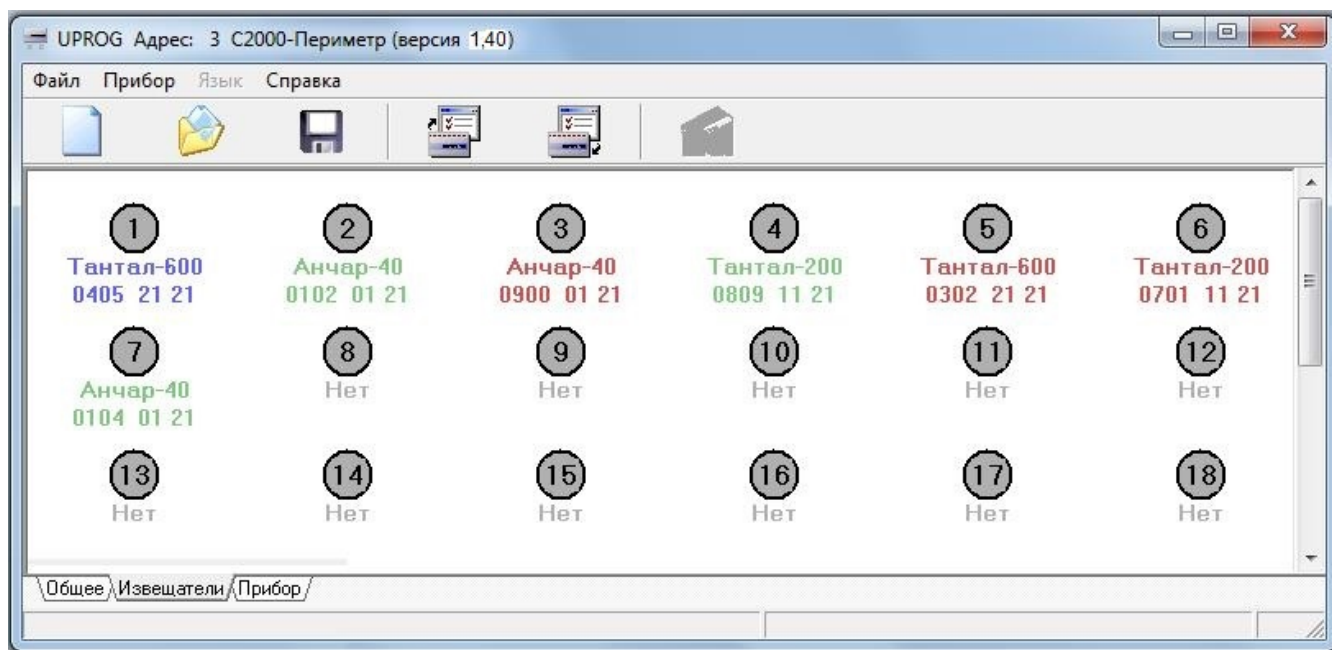 UPROG Адрес: 3 С2000-Периметр (версия 1,40)
Файл Прибор Язык Справка
1 2 3 4 5 6
Тантал-600 Анчар-40 Анчар-40 Тантал-200 Тантал-600 Тантал-200
0405 21 21 0102 01 21 0900 01 21 0809 11 21 0302 21 21 0701 11 21
7 8 9 10 11 12
Анчар-40 Нет Нет Нет Нет Нет
0104 01 21
13 14 15 16 17 18
Нет Нет Нет Нет Нет Нет
Общее Извещатели Прибор